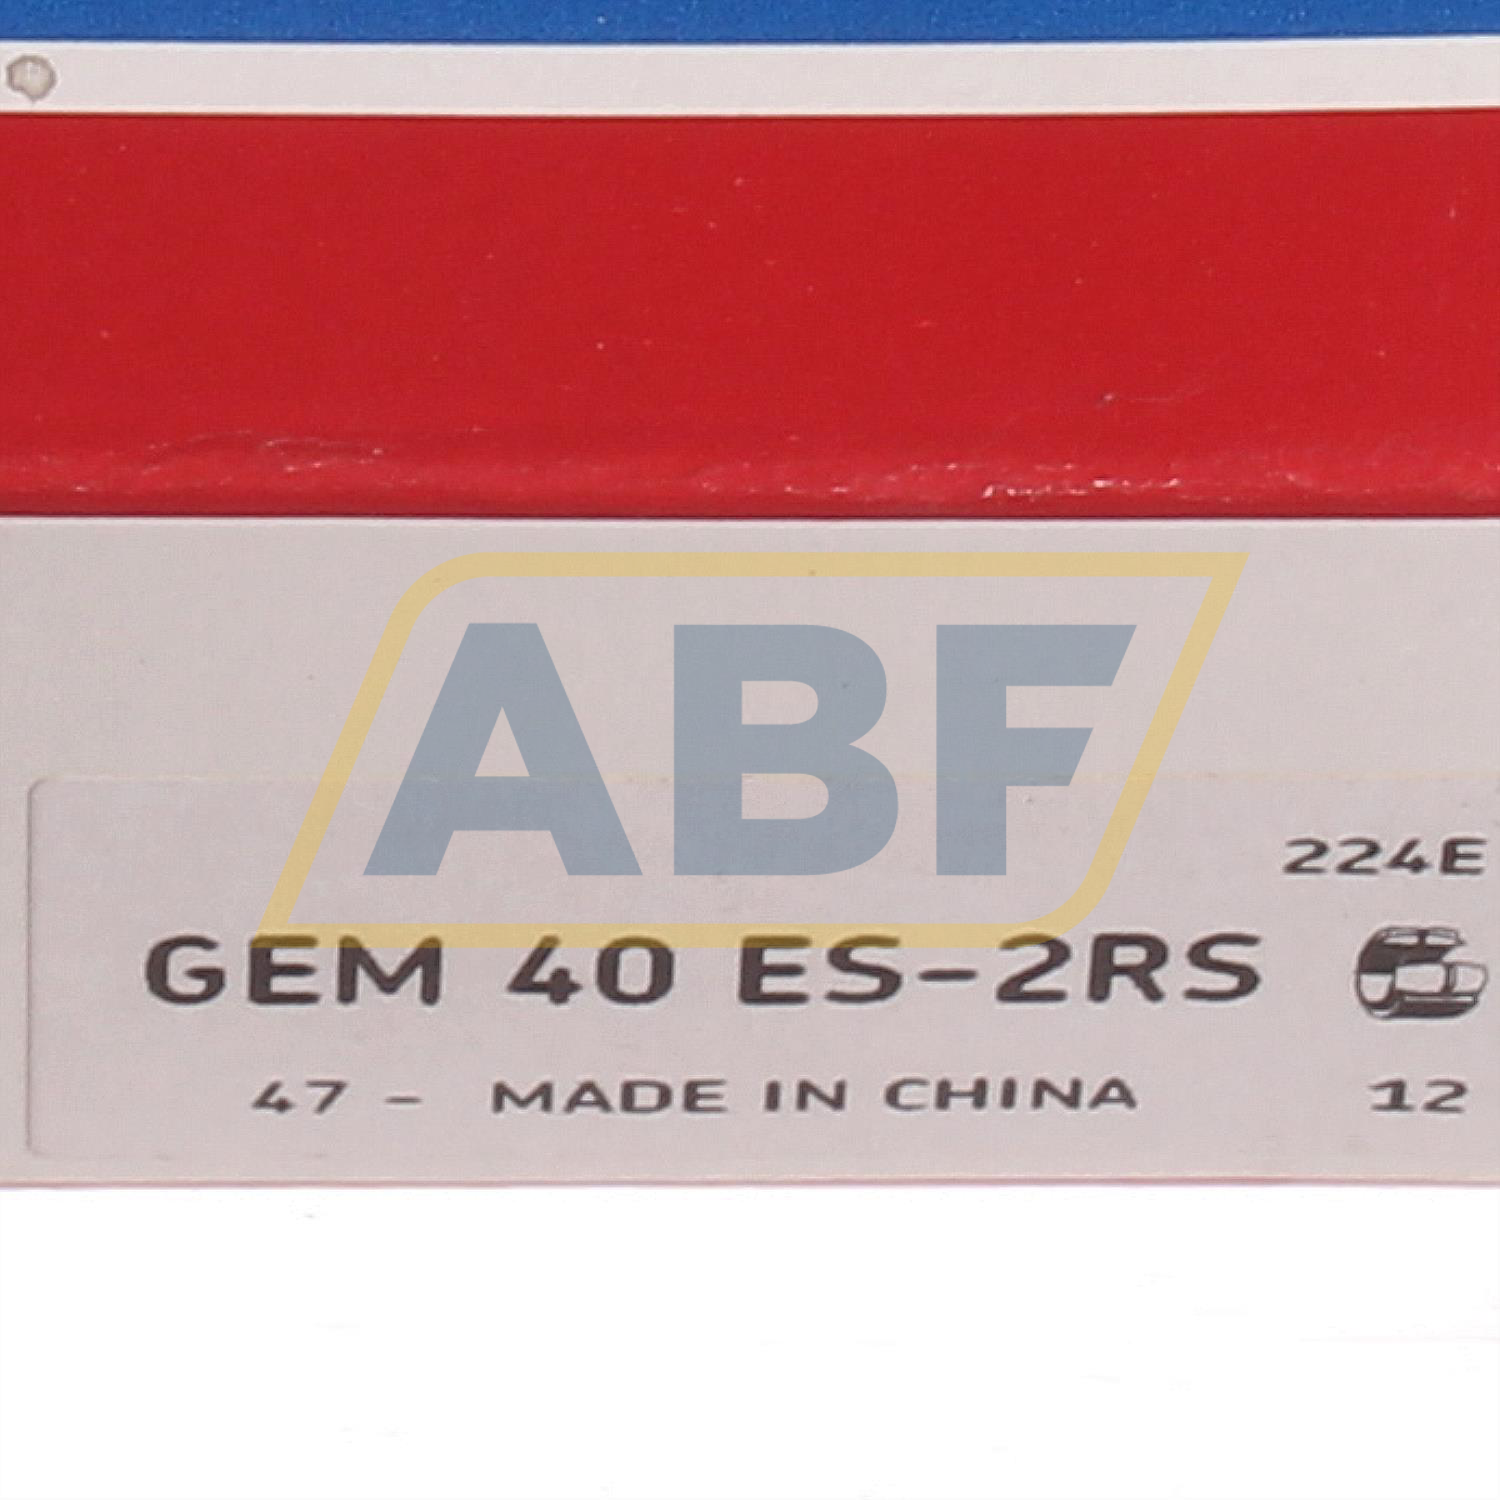 ABF
224E
GEM 40 ES-2RS
47 - MADE IN CHINA 12